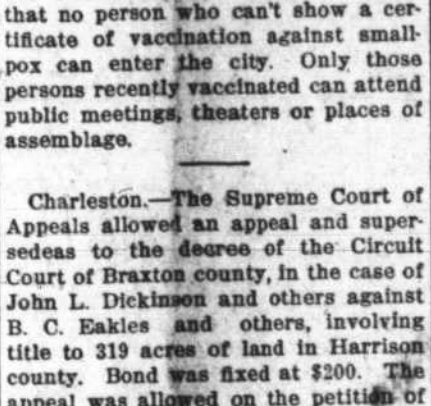 that no person who can't show a cer-
tificate of vaccination against small-
pox can enter the city. Only those
persons recently vaccinated can attend
public meetings, theaters or places of
assemblage.
Charleston.—The Supreme Court of
Appeals allowed an appeal and super-
sedeas to the decree of the Circuit
Court of Braxton county, in the case of
John L. Dickinson and others against
B. C. Eakles and others, involving
title to 319 acres of land in Harrison
county. Bond was fixed at $200. The
appeal was allowed on the petition of